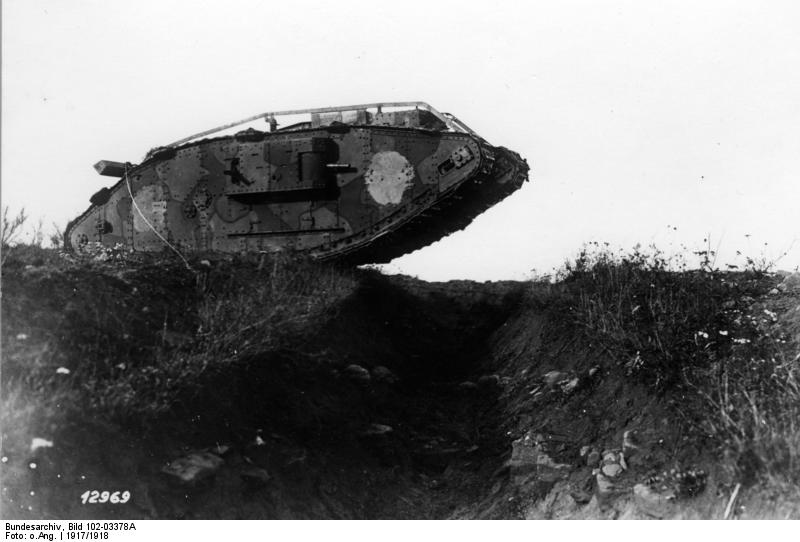 12969
Bundesarchiv, Bild 102-03378A
Foto: o.Ang. | 1917/1918